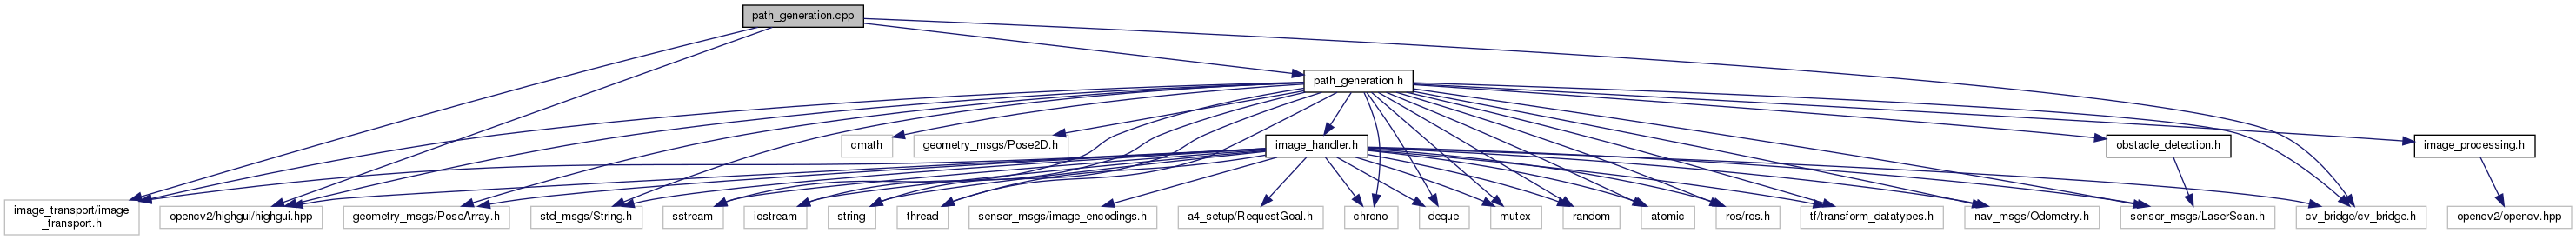 path_generation.cpp
path_generation.h
cmath
geometry_msgs/Pose2D.h
image_handler.h
obstacle_detection.h
image_processing.h
image_transport/image
_transport.h
opencv2/highgui/highgui.hpp
geometry_msgs/PoseArray.h
std_msgs/String.h
sstream
iostream
string
thread
sensor_msgs/image_encodings.h
a4_setup/RequestGoal.h
chrono
deque
mutex
random
atomic
ros/ros.h
tf/transform_datatypes.h
nav_msgs/Odometry.h
sensor_msgs/LaserScan.h
cv_bridge/cv_bridge.h
opencv2/opencv.hpp